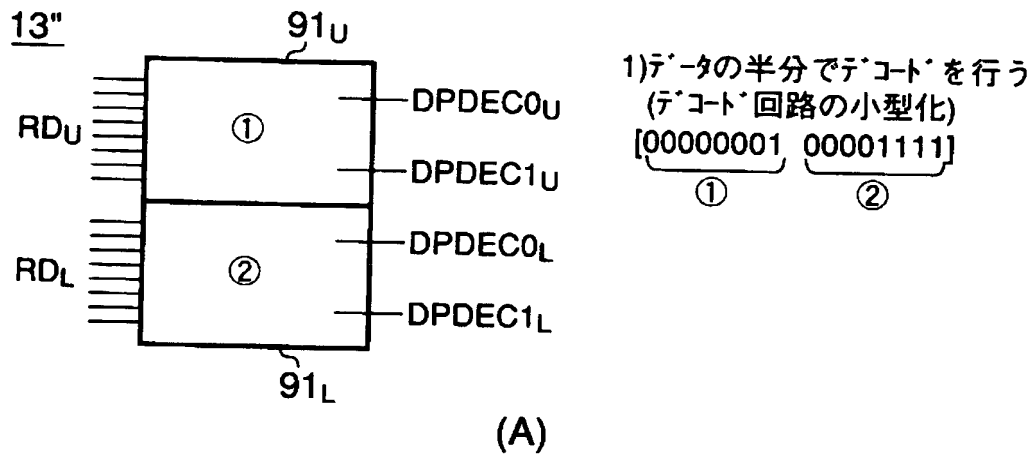 13"
91U
RDU
①
DPDEC0U
DPDEC1U
RDL
②
DPDEC0L
DPDEC1L
91L
1)ﾃﾞｰﾀの半分でﾃﾞｺｰﾄﾞを行う
(ﾃﾞｺｰﾄﾞ回路の小型化)
[00000001 00001111]
① ②
(A)